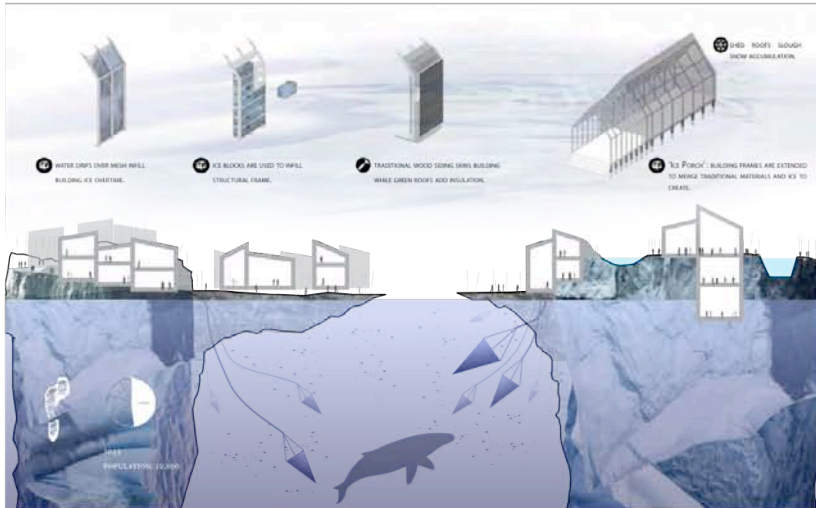 WATER DRIPS OVER MESH INFILL
BUILDING ICE OVERTIME.
ICE BLOCKS ARE USED TO INFILL
STRUCTURAL FRAME.
TRADITIONAL WOOD SIDING SKINS BUILDING
WHILE GREEN ROOFS ADD INSULATION.
SHED ROOFS SLOUGH
SNOW ACCUMULATION.
'ICE PORCH': BUILDING FRAMES ARE EXTENDED
TO MERGE TRADITIONAL MATERIALS AND ICE TO
CREATE.
POPULATION: 10,000